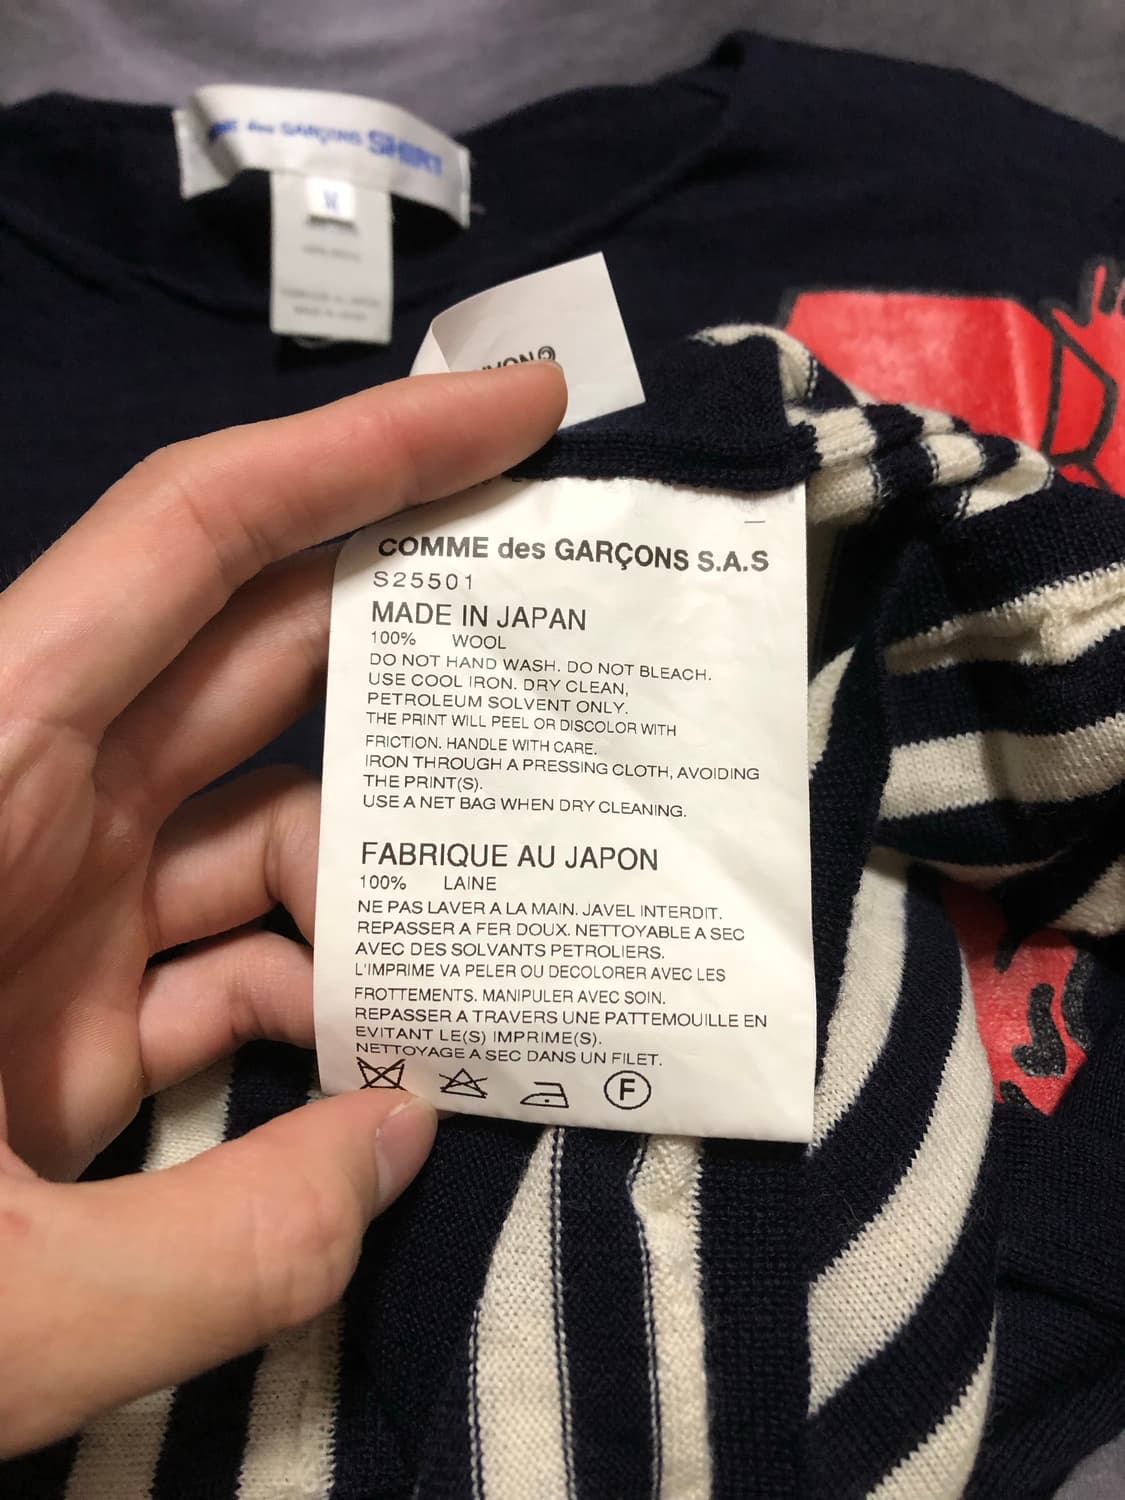 des GARÇONS SHIRT
M
©
COMME des GARÇONS S.A.S
S25501
MADE IN JAPAN
100% WOOL
DO NOT HAND WASH. DO NOT BLEACH.
USE COOL IRON. DRY CLEAN,
PETROLEUM SOLVENT ONLY.
THE PRINT WILL PEEL OR DISCOLOR WITH
FRICTION. HANDLE WITH CARE.
IRON THROUGH A PRESSING CLOTH, AVOIDING
THE PRINT(S).
USE A NET BAG WHEN DRY CLEANING.
FABRIQUE AU JAPON
100% LAINE
NE PAS LAVER A LA MAIN. JAVEL INTERDIT.
REPASSER A FER DOUX. NETTOYABLE A SEC
AVEC DES SOLVANTS PETROLIERS.
L'IMPRIME VA PELER OU DECOLORER AVEC LES
FROTTEMENTS. MANIPULER AVEC SOIN.
REPASSER A TRAVERS UNE PATTEMOUILLE EN
EVITANT LE(S) IMPRIME(S).
NETTOYAGE A SEC DANS UN FILET.
F